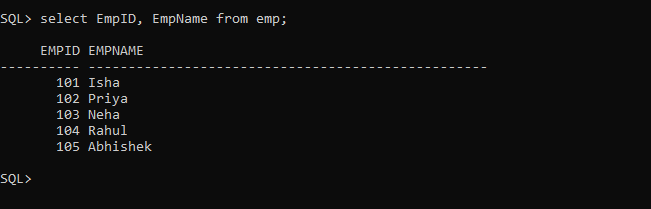 SQL> select EmpID, EmpName from emp;
EMPID EMPNAME
---------- --------------------------------------------------
101 Isha
102 Priya
103 Neha
104 Rahul
105 Abhishek
SQL>